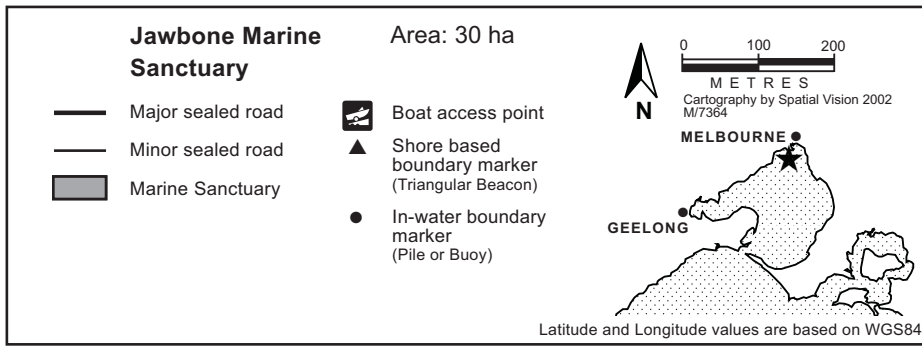 Jawbone Marine
Sanctuary
Area: 30 ha
Major sealed road
Minor sealed road
Marine Sanctuary
Boat access point
Shore based
boundary marker
(Triangular Beacon)
In-water boundary
marker
(Pile or Buoy)
N
0 100 200
METRES
Cartography by Spatial Vision 2002
M/7364
MELBOURNE
GEELONG
Latitude and Longitude values are based on WGS84